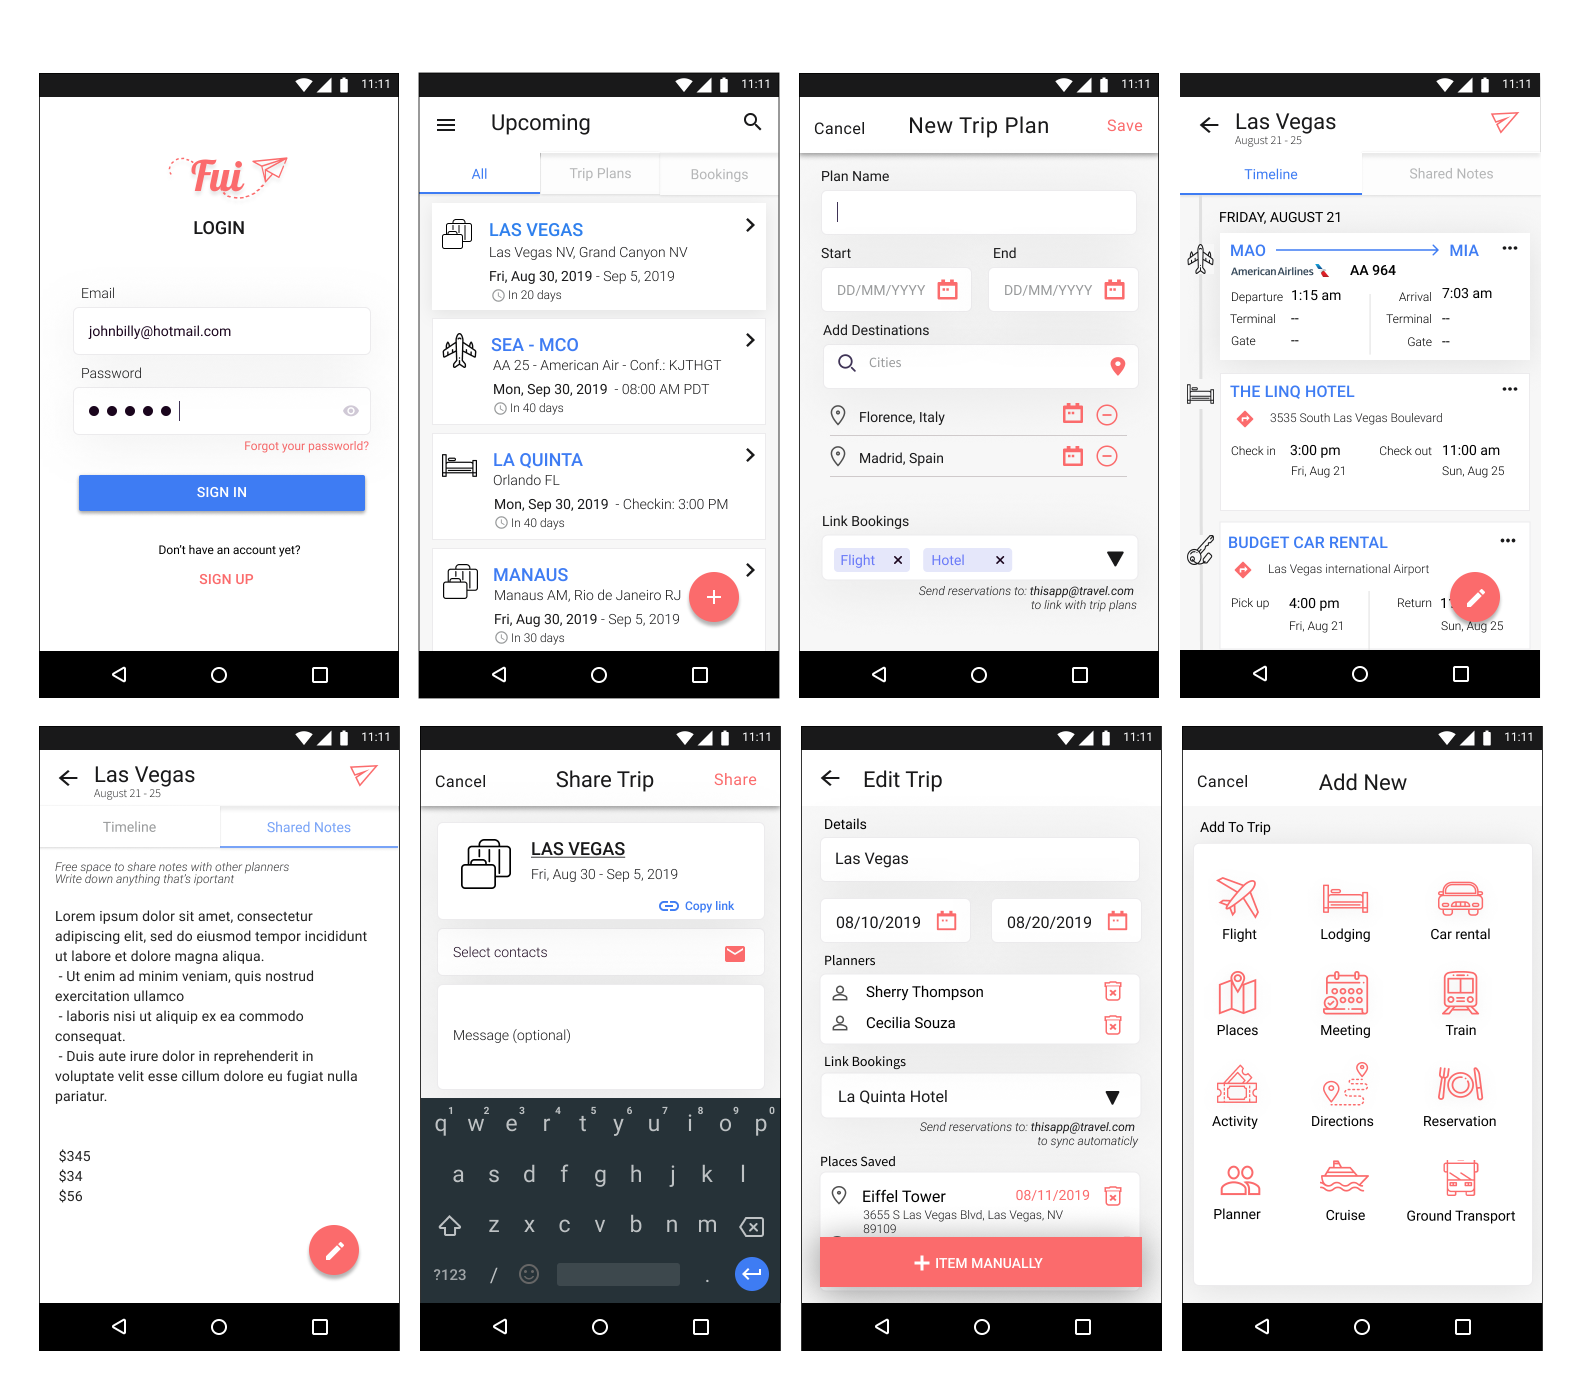 11:11
Fui
LOGIN
Email
johnbilly@hotmail.com
Password
Forgot your passworld?
SIGN IN
Don't have an account yet?
SIGN UP
11:11
Upcoming
All Trip Plans Bookings
LAS VEGAS
Las Vegas NV, Grand Canyon NV
Fri, Aug 30, 2019 - Sep 5, 2019
In 20 days
SEA - MCO
AA 25 - American Air - Conf.: KJTHGT
Mon, Sep 30, 2019 - 08:00 AM PDT
In 40 days
LA QUINTA
Orlando FL
Mon, Sep 30, 2019 - Checkin: 3:00 PM
In 40 days
MANAUS
Manaus AM, Rio de Janeiro RJ
Fri, Aug 30, 2019 - Sep 5, 2019
In 30 days
11:11
Cancel New Trip Plan Save
Plan Name
Start End
DD/MM/YYYY DD/MM/YYYY
Add Destinations
Cities
Florence, Italy
Madrid, Spain
Link Bookings
Flight × Hotel ×
Send reservations to: thisapp@travel.com
to link with trip plans
11:11
Las Vegas
August 21 - 25
Timeline Shared Notes
FRIDAY, AUGUST 21
MAO MIA
American Airlines AA 964
Departure 1:15 am Arrival 7:03 am
Terminal -- Terminal --
Gate -- Gate --
THE LINQ HOTEL
3535 South Las Vegas Boulevard
Check in 3:00 pm Check out 11:00 am
Fri, Aug 21 Sun, Aug 25
BUDGET CAR RENTAL
Las Vegas international Airport
Pick up 4:00 pm Return 1
Fri, Aug 21 Sun, Aug 25
11:11
Las Vegas
August 21 - 25
Timeline Shared Notes
Free space to share notes with other planners
Write down anything that's iportant
Lorem ipsum dolor sit amet, consectetur
adipiscing elit, sed do eiusmod tempor incididunt
ut labore et dolore magna aliqua.
- Ut enim ad minim veniam, quis nostrud
exercitation ullamco
- laboris nisi ut aliquip ex ea commodo
consequat.
- Duis aute irure dolor in reprehenderit in
voluptate velit esse cillum dolore eu fugiat nulla
pariatur.
$345
$34
$56
11:11
Cancel Share Trip Share
LAS VEGAS
Fri, Aug 30 - Sep 5, 2019
Copy link
Select contacts
Message (optional)
1 2 3 4 5 6 7 8 9 0
q w e r t y u i o p
a s d f g h j k l
z x c v b n m
?123 / .
11:11
Edit Trip
Details
Las Vegas
08/10/2019 08/20/2019
Planners
Sherry Thompson
Cecilia Souza
Link Bookings
La Quinta Hotel
Send reservations to: thisapp@travel.com
to sync automaticly
Places Saved
Eiffel Tower 08/11/2019
3655 S Las Vegas Blvd, Las Vegas, NV
89109
+ ITEM MANUALLY
11:11
Cancel Add New
Add To Trip
Flight Lodging Car rental
Places Meeting Train
Activity Directions Reservation
Planner Cruise Ground Transport